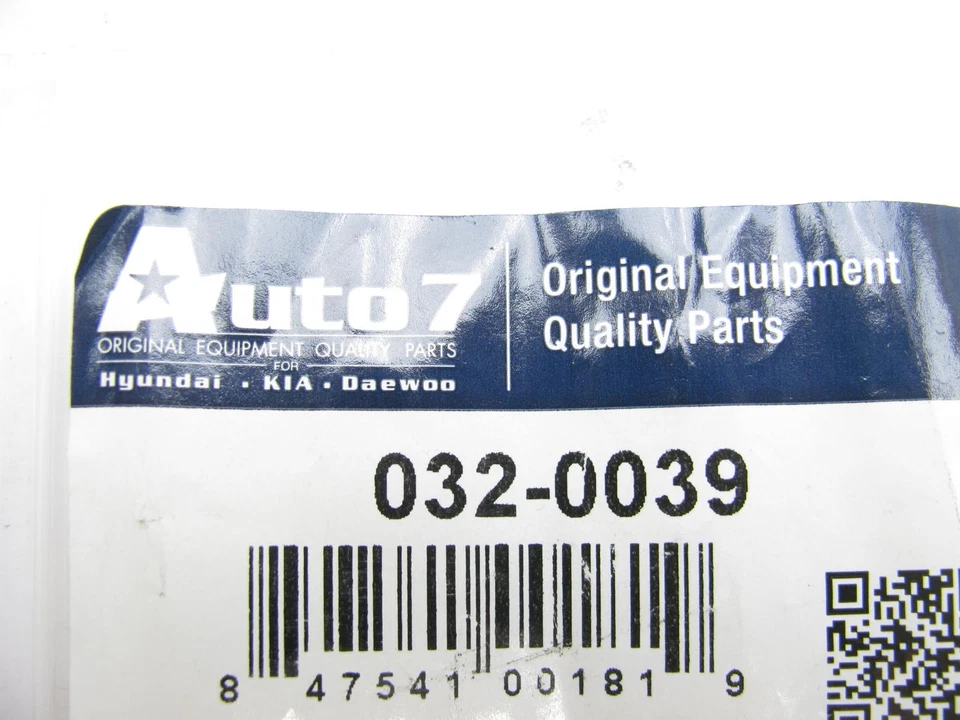 Auto 7
ORIGINAL EQUIPMENT QUALITY PARTS
FOR
Hyundai . KIA . Daewoo
Original Equipment
Quality Parts
032-0039
8 47541 00181 9